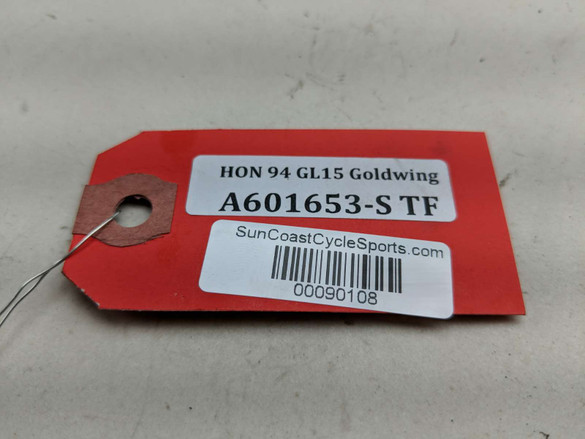 HON 94 GL15 Goldwing
A601653-S TF
SunCoastCycleSports.com
00090108